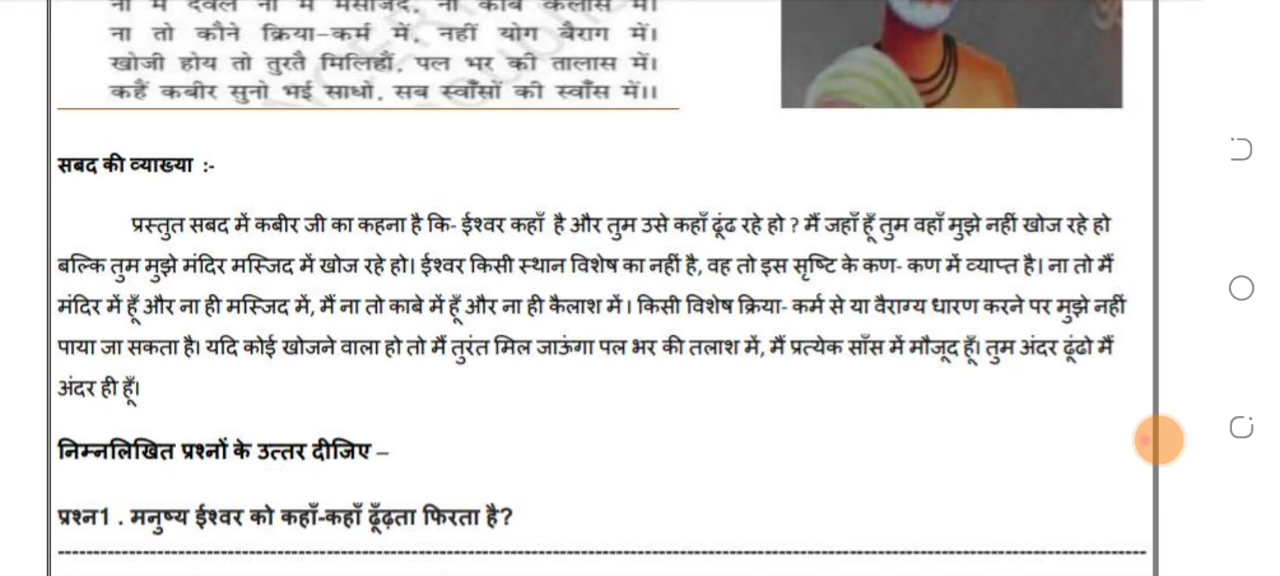 ना तो कौने क्रिया-कर्म में, नहीं योग बैराग में।
खोजी होय तो तुरतै मिलिहौं, पल भर की तालास में।
कहैं कबीर सुनो भई साधो, सब स्वाँसों की स्वाँस में।।
सबद की व्याख्या :-
प्रस्तुत सबद में कबीर जी का कहना है कि- ईश्वर कहाँ है और तुम उसे कहाँ ढूंढ रहे हो ? मैं जहाँ हूँ तुम वहाँ मुझे नहीं खोज रहे हो
बल्कि तुम मुझे मंदिर मस्जिद में खोज रहे हो। ईश्वर किसी स्थान विशेष का नहीं है, वह तो इस सृष्टि के कण- कण में व्याप्त है। ना तो मैं
मंदिर में हूँ और ना ही मस्जिद में, मैं ना तो काबे में हूँ और ना ही कैलाश में । किसी विशेष क्रिया- कर्म से या वैराग्य धारण करने पर मुझे नहीं
पाया जा सकता है। यदि कोई खोजने वाला हो तो मैं तुरंत मिल जाऊंगा पल भर की तलाश में, मैं प्रत्येक साँस में मौजूद हूँ। तुम अंदर ढूंढो मैं
अंदर ही हूँ।
निम्नलिखित प्रश्नों के उत्तर दीजिए –
प्रश्न1 . मनुष्य ईश्वर को कहाँ-कहाँ ढूँढ़ता फिरता है?